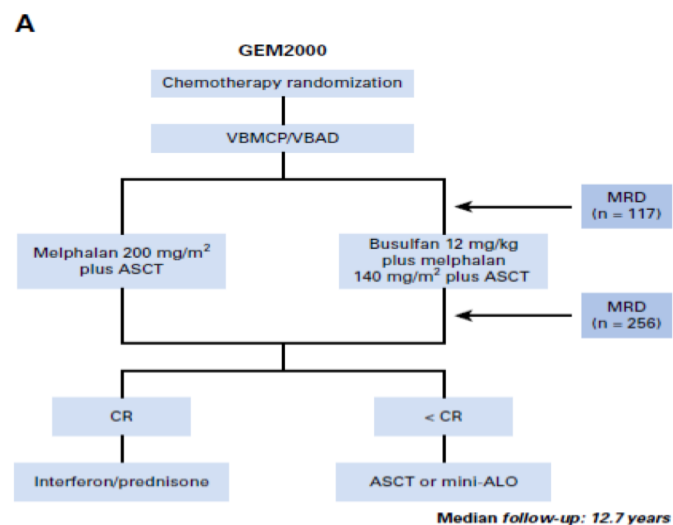 A
GEM2000
Chemotherapy randomization
VBMCP/VBAD
MRD
(n = 117)
Melphalan 200 mg/m²
plus ASCT
Busulfan 12 mg/kg
plus melphalan
140 mg/m² plus ASCT
MRD
(n = 256)
CR
< CR
Interferon/prednisone
ASCT or mini-ALO
Median follow-up: 12.7 years